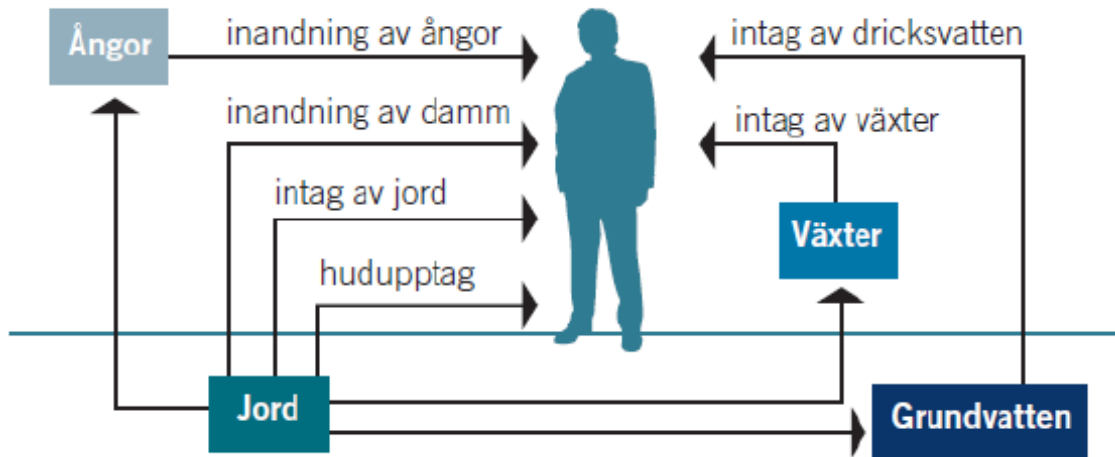 Ångor
inandning av ångor
intag av dricksvatten
inandning av damm
intag av växter
intag av jord
Växter
hudupptag
Jord
Grundvatten